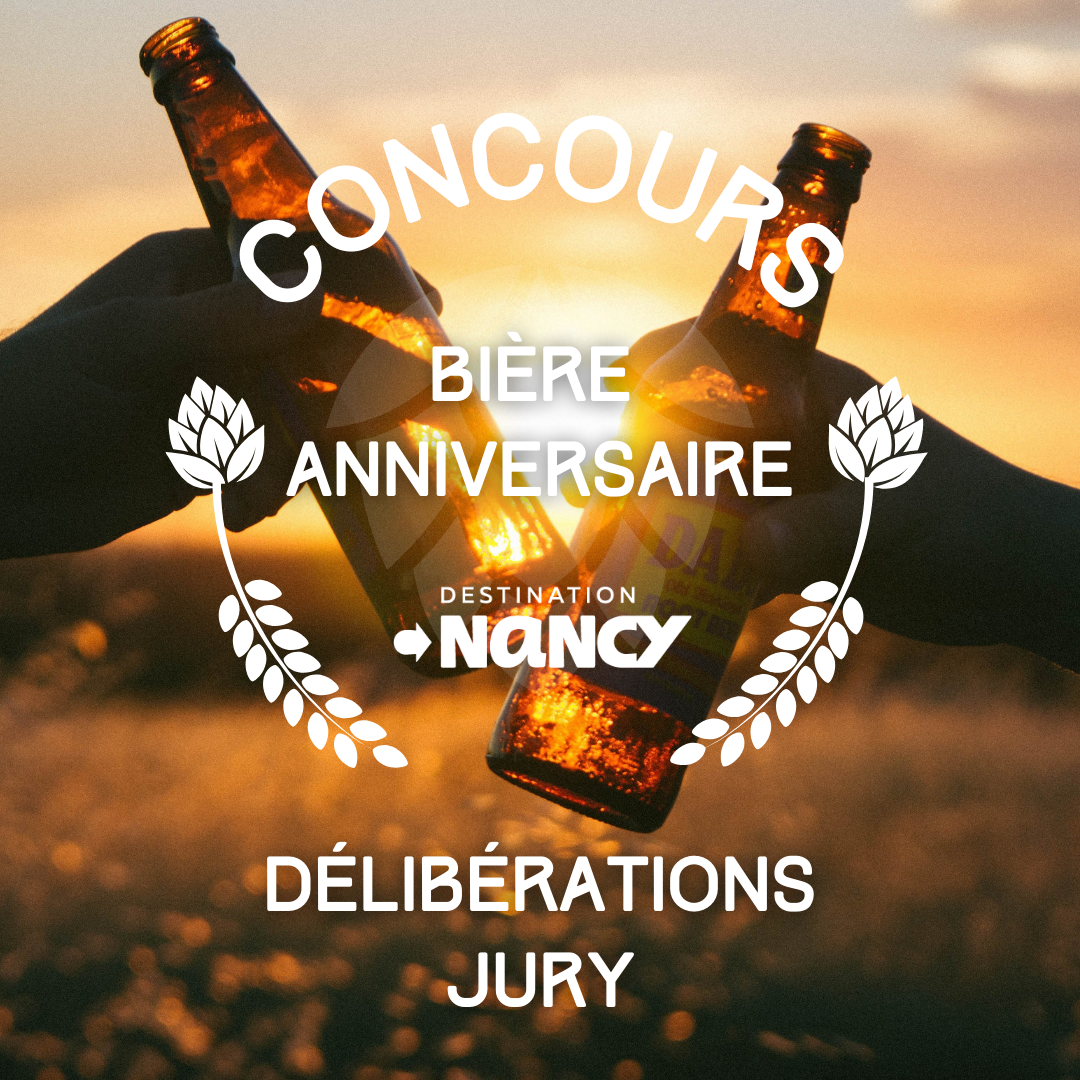 CONCOURS
BIÈRE
ANNIVERSAIRE
DESTINATION
NANCY
DÉLIBÉRATIONS
JURY